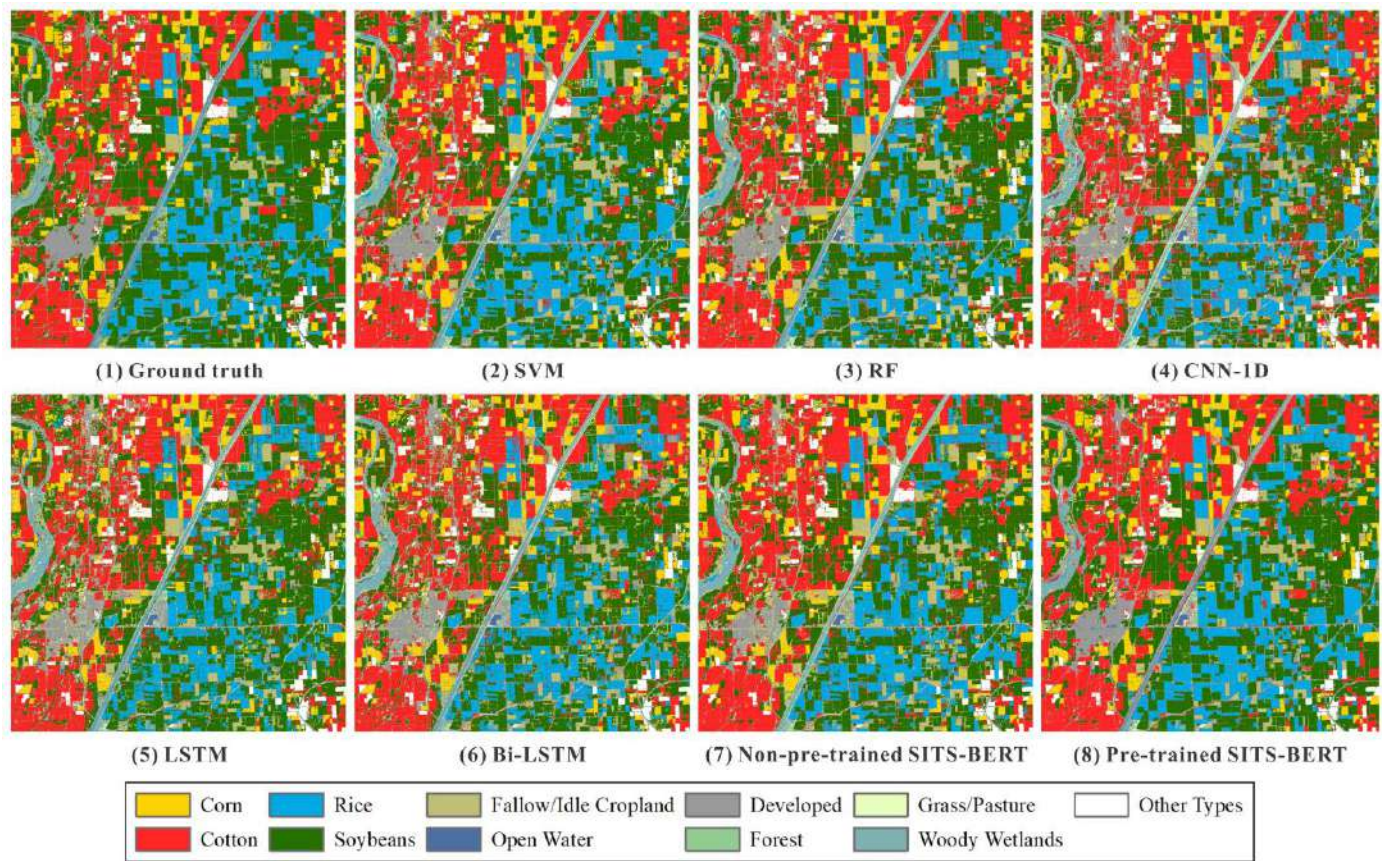 (1) Ground truth
(2) SVM
(3) RF
(4) CNN-1D
(5) LSTM
(6) Bi-LSTM
(7) Non-pre-trained SITS-BERT
(8) Pre-trained SITS-BERT
Corn
Rice
Fallow/Idle Cropland
Developed
Grass/Pasture
Other Types
Cotton
Soybeans
Open Water
Forest
Woody Wetlands